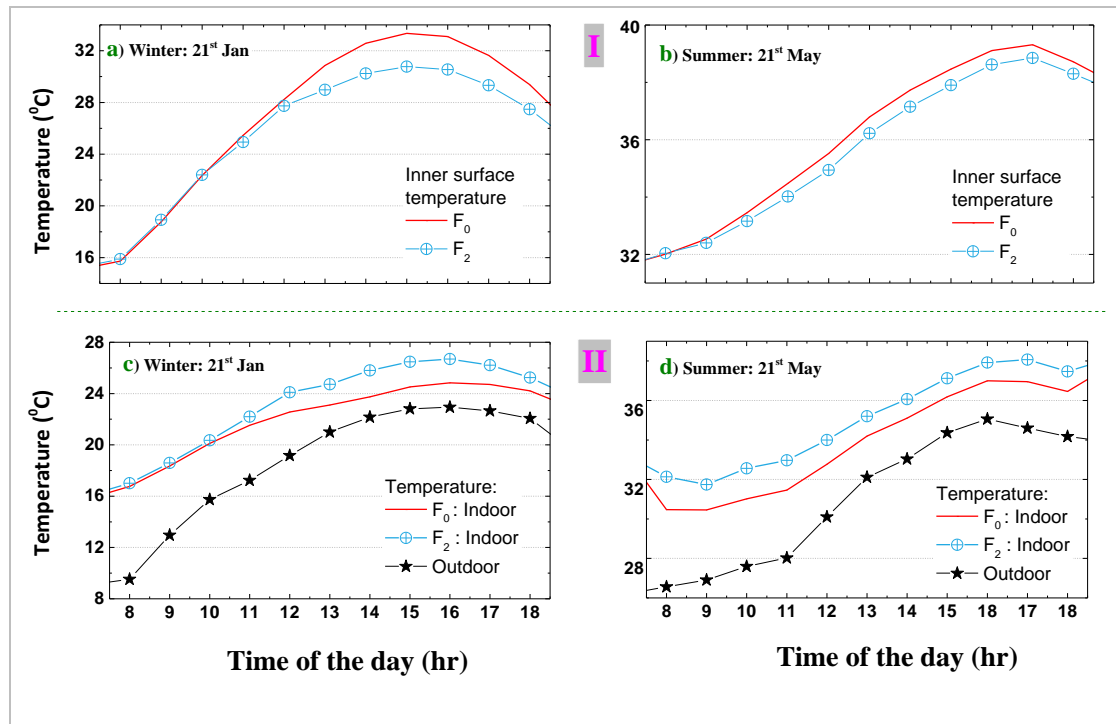 a) Winter: 21st Jan
I
b) Summer: 21st May
Temperature (⁰C)
32
28
24
20
16
Inner surface
temperature
F0
F2
40
38
36
34
32
Inner surface
temperature
F0
F2
c) Winter: 21st Jan
II
d) Summer: 21st May
Temperature (⁰C)
28
24
20
16
12
8
Temperature:
F0 : Indoor
F2 : Indoor
Outdoor
8 9 10 11 12 13 14 15 16 17 18
Time of the day (hr)
36
32
28
Temperature:
F0 : Indoor
F2 : Indoor
Outdoor
8 9 10 11 12 13 14 15 18 17 18
Time of the day (hr)